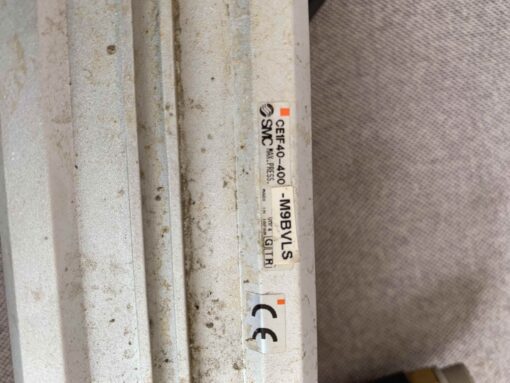 CE1F40-400
-M9BVLS
SMC MAX.PRESS.
CE